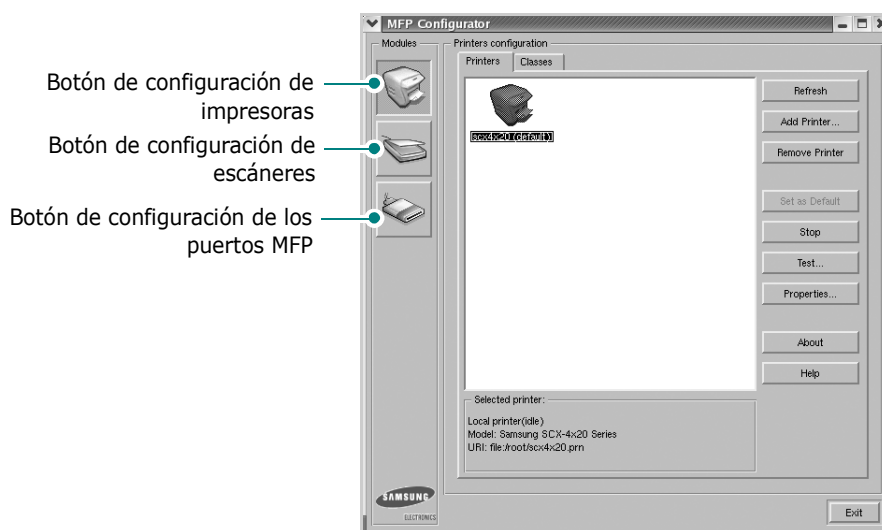 MFP Configurator
Modules
Printers configuration
Printers
Classes
Botón de configuración de
impresoras
Botón de configuración de
escáneres
Botón de configuración de los
puertos MFP
scx4x20 (default)
Refresh
Add Printer...
Remove Printer
Set as Default
Stop
Test...
Properties...
About
Help
Selected printer:
Local printer(idle)
Model: Samsung SCX-4x20 Series
URI: file:/root/scx4x20.prn
SAMSUNG
ELECTRONICS
Exit